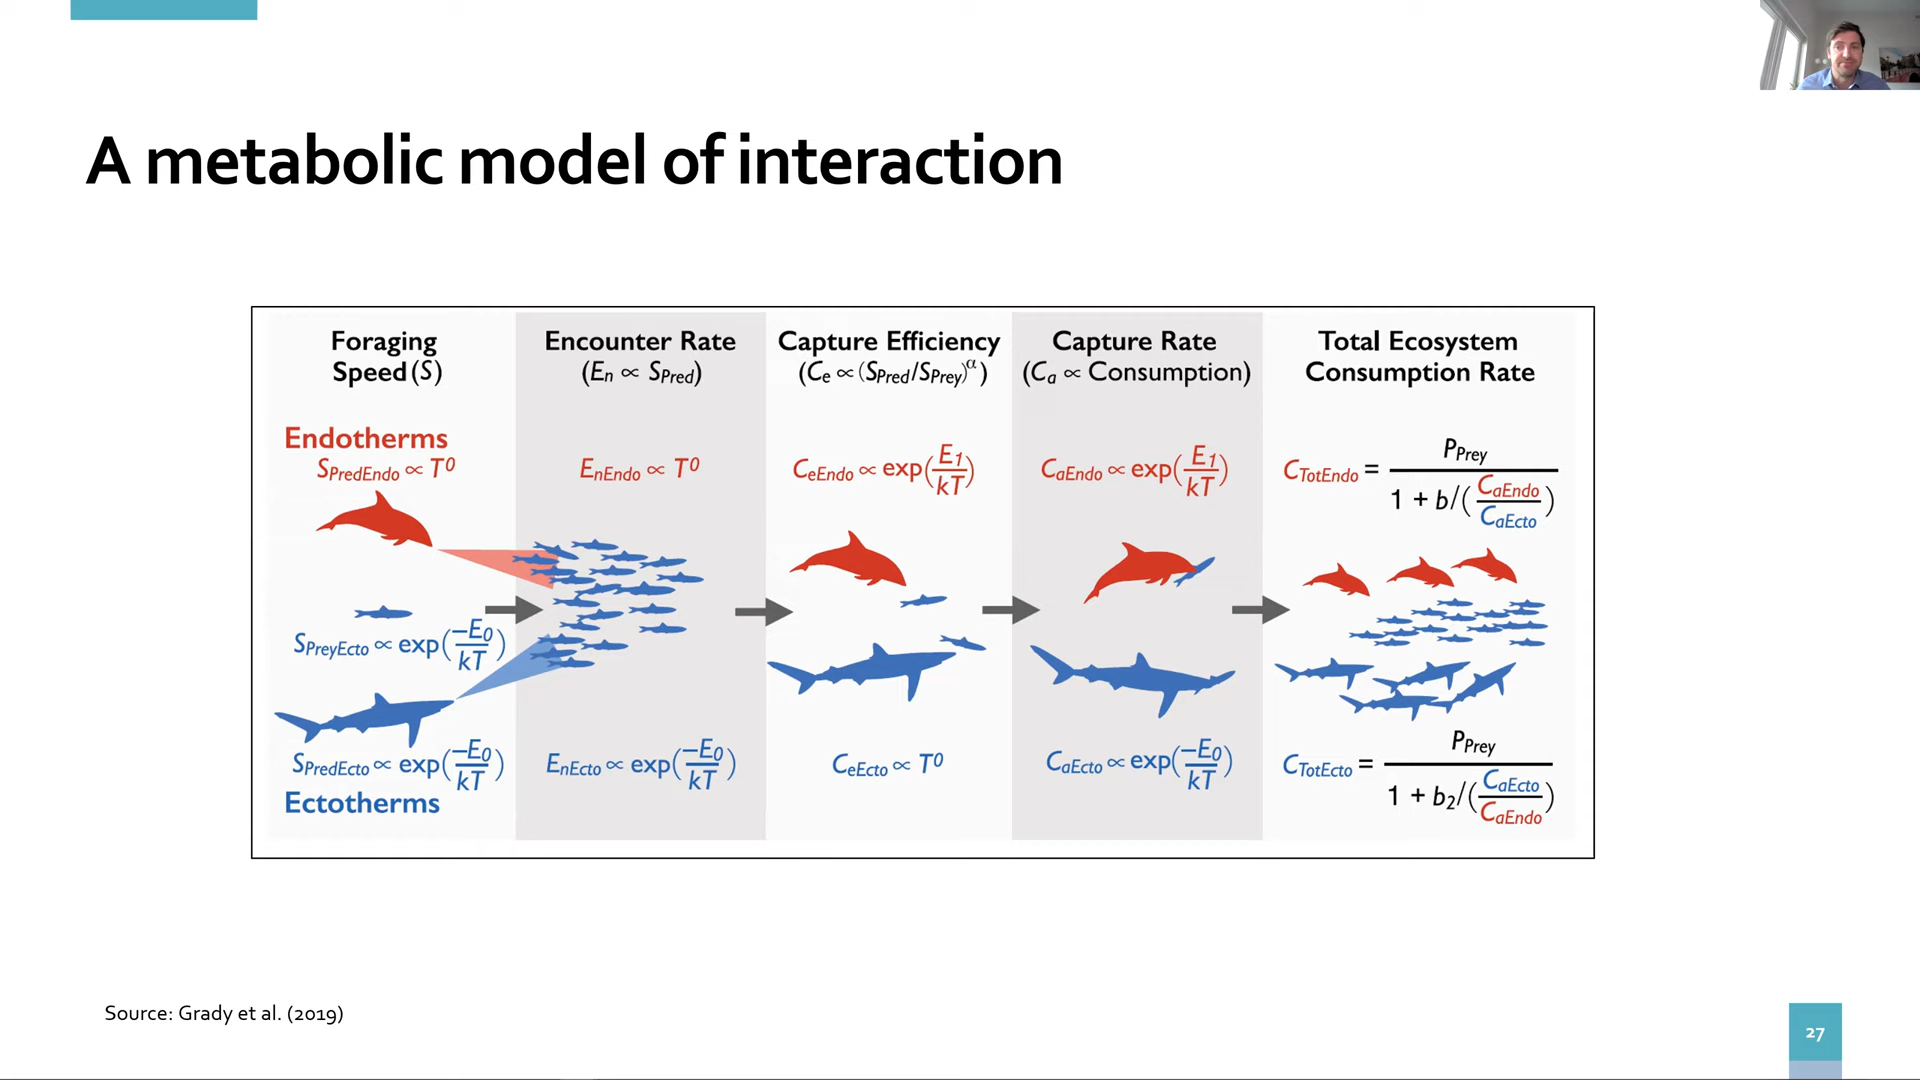 A metabolic model of interaction
Foraging
Speed (S)
Encounter Rate
(En ∝ SPred)
Capture Efficiency
(Ce ∝ (SPred/SPrey)^α)
Capture Rate
(Ca ∝ Consumption)
Total Ecosystem
Consumption Rate
Endotherms
SPredEndo ∝ T^0
EnEndo ∝ T^0
CeEndo ∝ exp(E1/kT)
CaEndo ∝ exp(E1/kT)
CTotEndo = PPrey / 1 + b/(CaEndo/CaEcto)
SPreyEcto ∝ exp(−E0/kT)
SPredEcto ∝ exp(−E0/kT)
Ectotherms
EnEcto ∝ exp(−E0/kT)
CeEcto ∝ T^0
CaEcto ∝ exp(−E0/kT)
CTotEcto = PPrey / 1 + b2/(CaEcto/CaEndo)
Source: Grady et al. (2019)
27